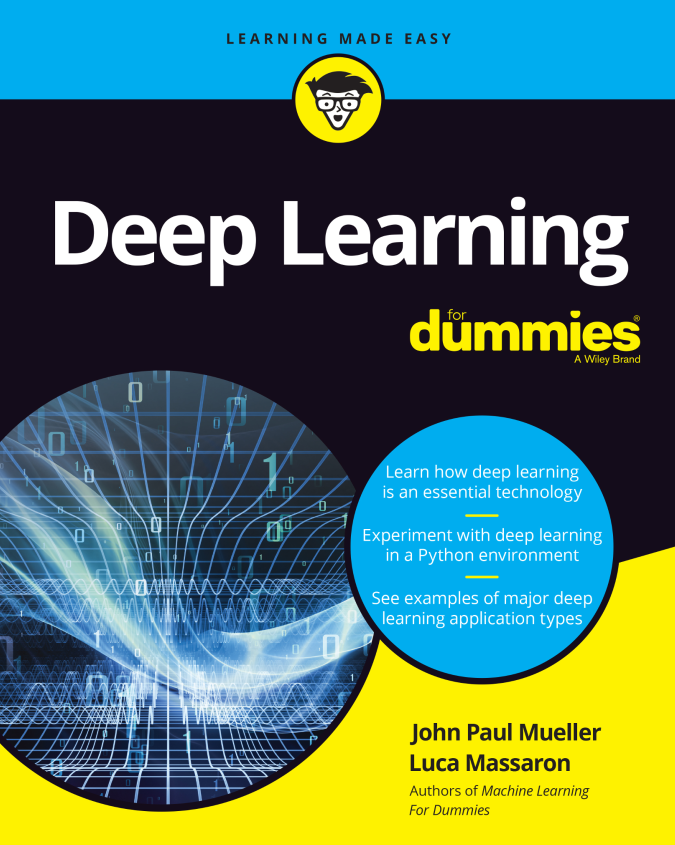 LEARNING MADE EASY
Deep Learning
for
dummies®
A Wiley Brand
Learn how deep learning
is an essential technology
Experiment with deep learning
in a Python environment
See examples of major deep
learning application types
John Paul Mueller
Luca Massaron
Authors of Machine Learning
For Dummies